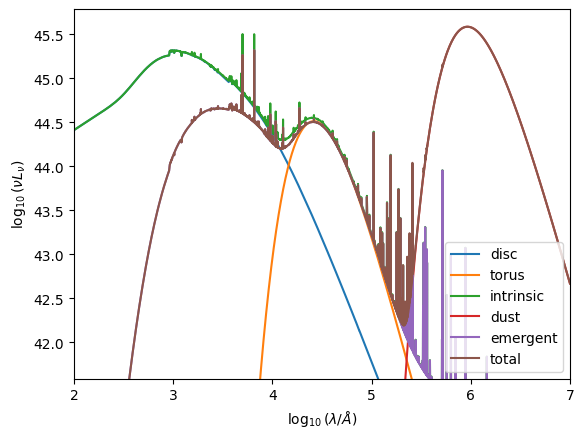 45.5
45.0
44.5
44.0
43.5
43.0
42.5
42.0
log₁₀(νLᵥ)
disc
torus
intrinsic
dust
emergent
total
2 3 4 5 6 7
log₁₀(λ/Å)